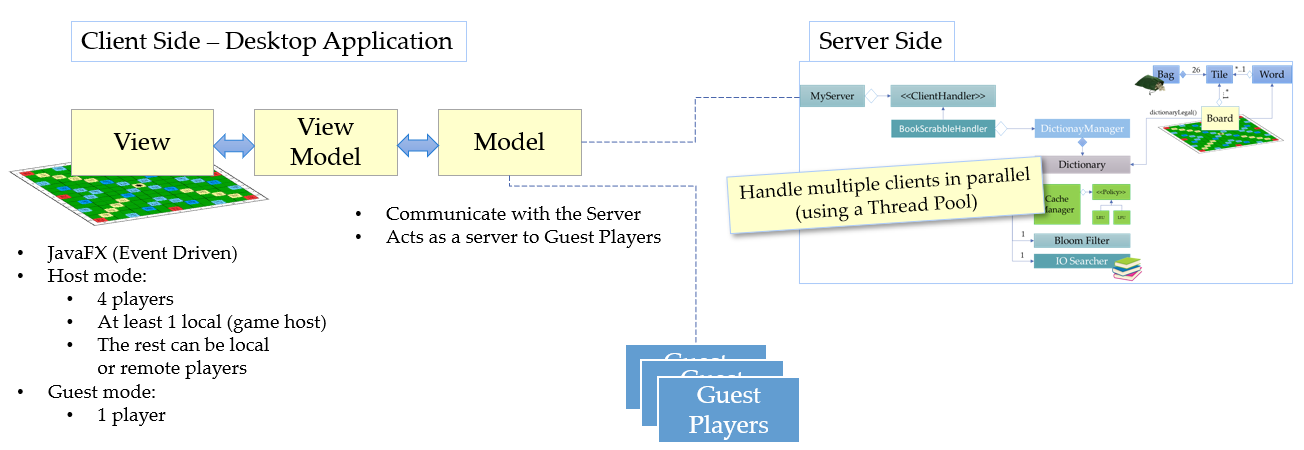 Client Side – Desktop Application
Server Side
View
View
Model
Model
• Communicate with the Server
• Acts as a server to Guest Players
• JavaFX (Event Driven)
• Host mode:
• 4 players
• At least 1 local (game host)
• The rest can be local
or remote players
• Guest mode:
• 1 player
Guest
Guest
Guest
Players
MyServer
<<ClientHandler>>
BookScrabbleHandler
DictionayManager
Dictionary
Bag
26
Tile
*..1
Word
1..*
dictionaryLegal()
Board
Handle multiple clients in parallel
(using a Thread Pool)
Cache
Manager
<<Policy>>
LRU
LFU
1
Bloom Filter
1
IO Searcher